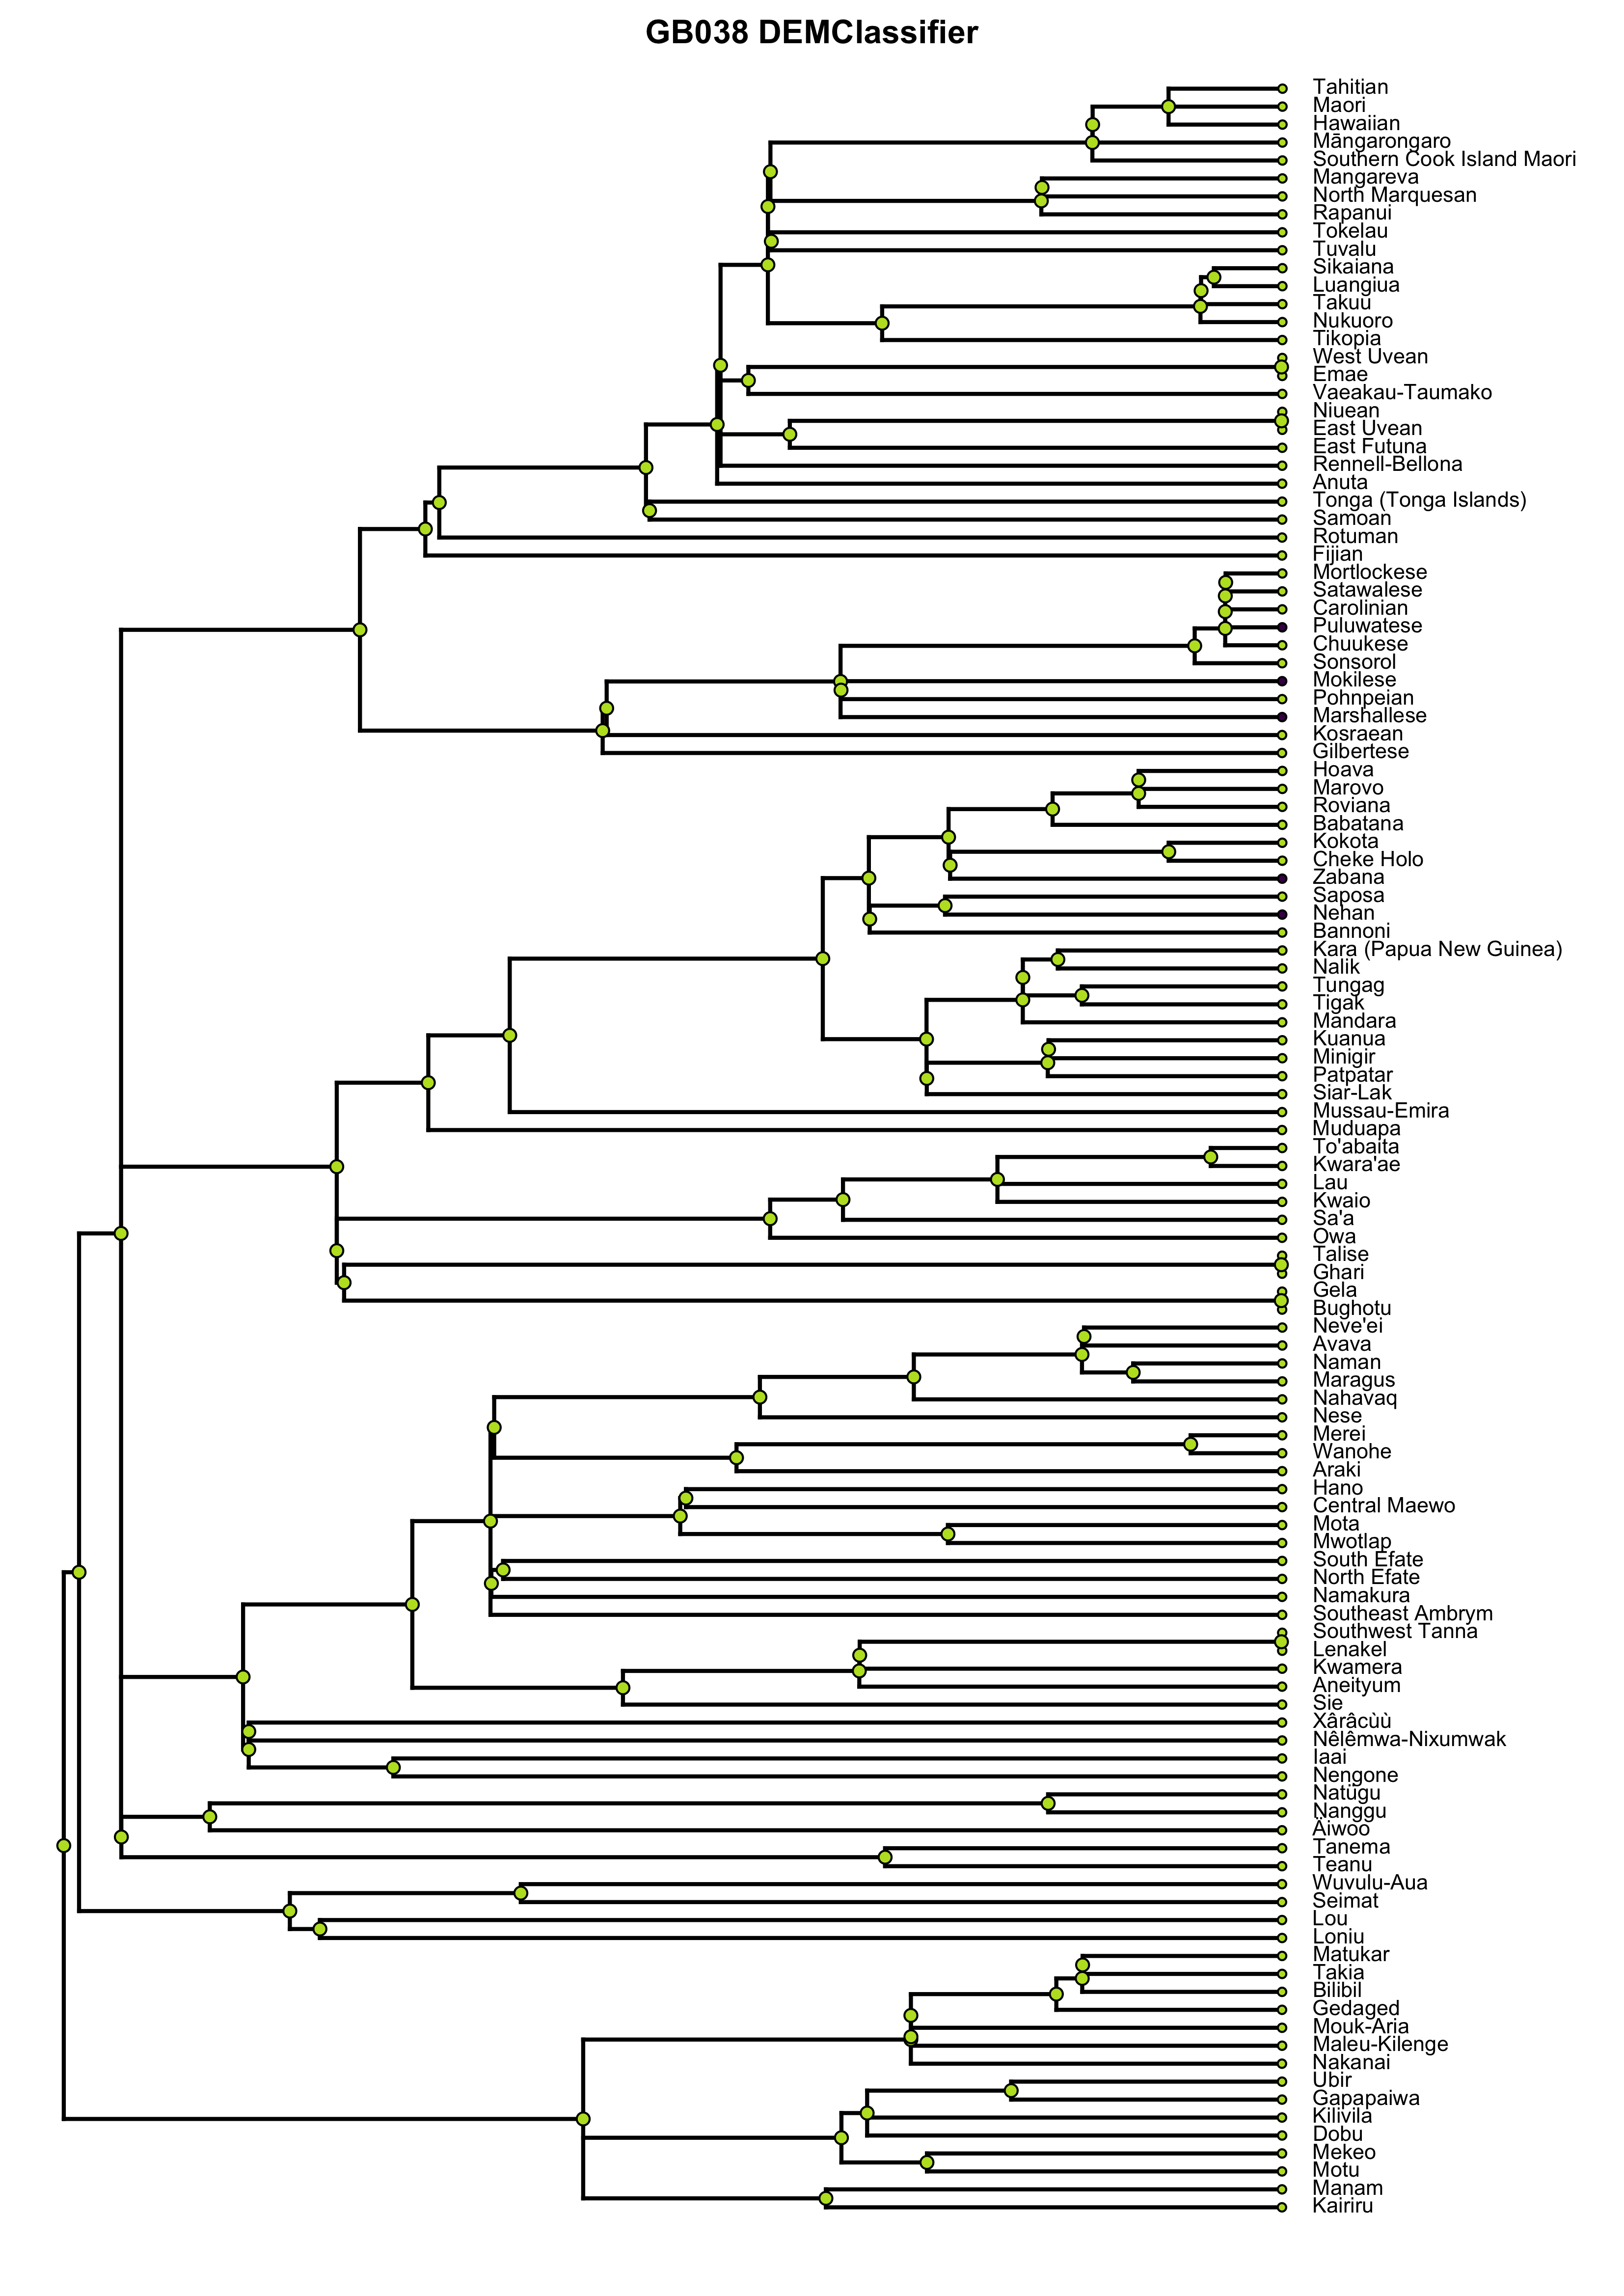 GB038 DEMClassifier
Tahitian
Maori
Hawaiian
Māngarongaro
Southern Cook Island Maori
Mangareva
North Marquesan
Rapanui
Tokelau
Tuvalu
Sikaiana
Luangiua
Takuu
Nukuoro
Tikopia
West Uvean
Emae
Vaeakau-Taumako
Niuean
East Uvean
East Futuna
Rennell-Bellona
Anuta
Tonga (Tonga Islands)
Samoan
Rotuman
Fijian
Mortlockese
Satawalese
Carolinian
Puluwatese
Chuukese
Sonsorol
Mokilese
Pohnpeian
Marshallese
Kosraean
Gilbertese
Hoava
Marovo
Roviana
Babatana
Kokota
Cheke Holo
Zabana
Saposa
Nehan
Bannoni
Kara (Papua New Guinea)
Nalik
Tungag
Tigak
Mandara
Kuanua
Minigir
Patpatar
Siar-Lak
Mussau-Emira
Muduapa
To'abaita
Kwara'ae
Lau
Kwaio
Sa'a
Owa
Talise
Ghari
Gela
Bughotu
Neve'ei
Avava
Naman
Maragus
Nahavaq
Nese
Merei
Wanohe
Araki
Hano
Central Maewo
Mota
Mwotlap
South Efate
North Efate
Namakura
Southeast Ambrym
Southwest Tanna
Lenakel
Kwamera
Aneityum
Sie
Xârâcùù
Nêlêmwa-Nixumwak
Iaai
Nengone
Natügu
Nanggu
Äiwoo
Tanema
Teanu
Wuvulu-Aua
Seimat
Lou
Loniu
Matukar
Takia
Bilibil
Gedaged
Mouk-Aria
Maleu-Kilenge
Nakanai
Ubir
Gapapaiwa
Kilivila
Dobu
Mekeo
Motu
Manam
Kairiru